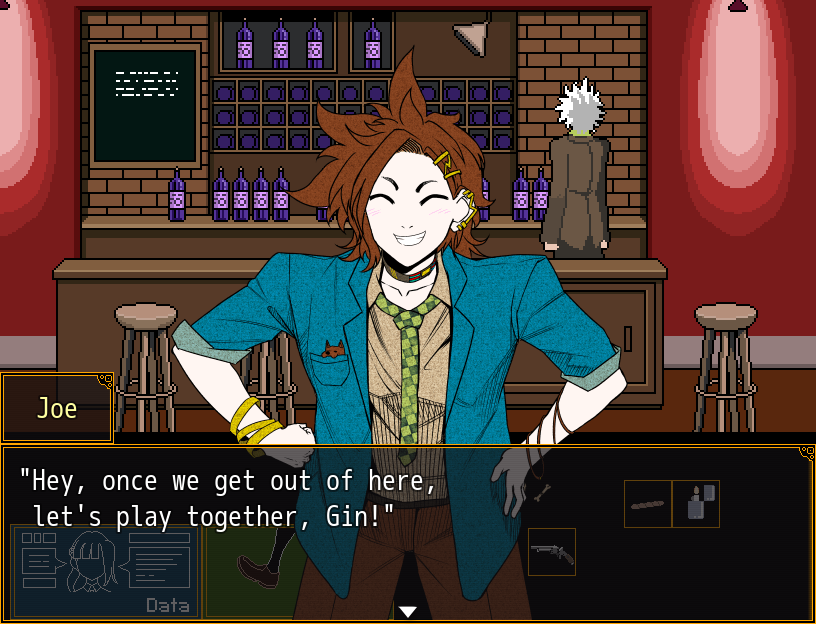 Joe
"Hey, once we get out of here,
let's play together, Gin!"
Data